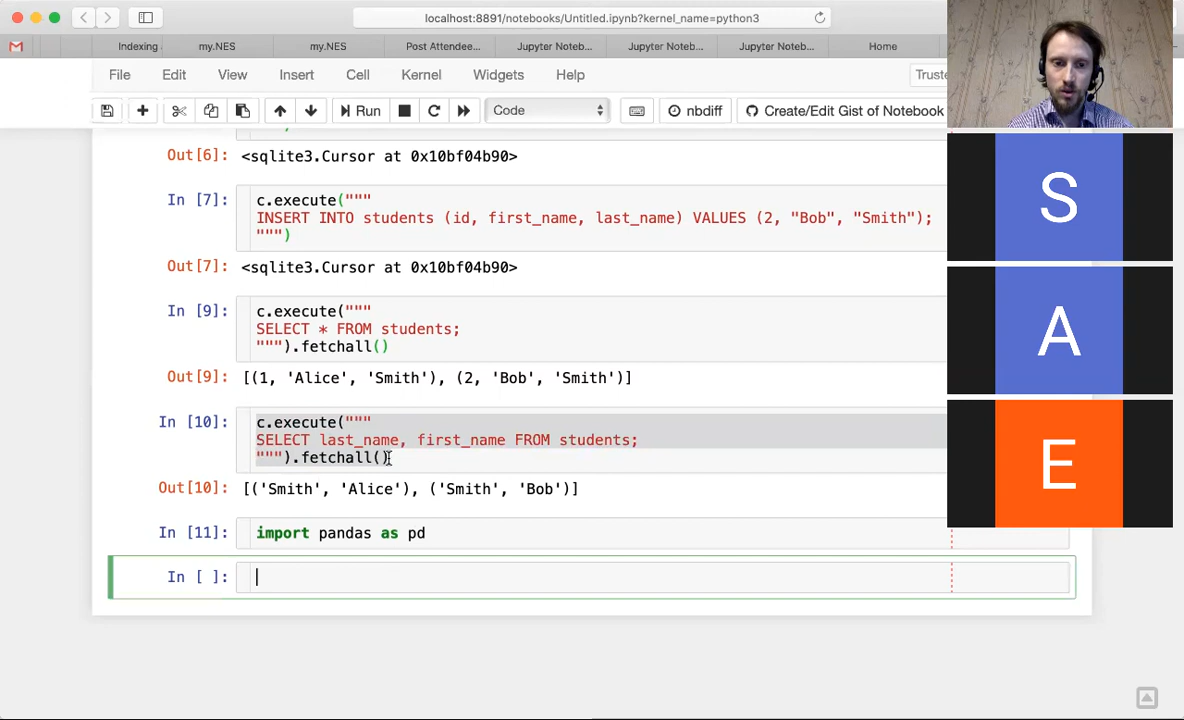 localhost:8891/notebooks/Untitled.ipynb?kernel_name=python3
Indexing
my.NES
my.NES
Post Attendee...
Jupyter Noteb...
Jupyter Noteb...
Jupyter Noteb...
Home
File Edit View Insert Cell Kernel Widgets Help
Truste
Run
Code
nbdiff
Create/Edit Gist of Notebook
S
A
E
Out[6]: <sqlite3.Cursor at 0x10bf04b90>
In [7]: c.execute("""
INSERT INTO students (id, first_name, last_name) VALUES (2, "Bob", "Smith");
""")
Out[7]: <sqlite3.Cursor at 0x10bf04b90>
In [9]: c.execute("""
SELECT * FROM students;
""").fetchall()
Out[9]: [(1, 'Alice', 'Smith'), (2, 'Bob', 'Smith')]
In [10]: c.execute("""
SELECT last_name, first_name FROM students;
""").fetchall()
Out[10]: [('Smith', 'Alice'), ('Smith', 'Bob')]
In [11]: import pandas as pd
In [ ]: